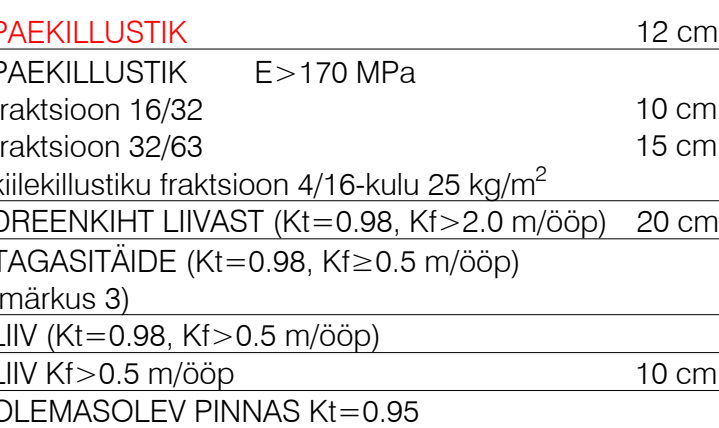 PAEKILLUSTIK 12 cm
PAEKILLUSTIK E>170 MPa
fraktsioon 16/32 10 cm
fraktsioon 32/63 15 cm
kiilekillustiku fraktsioon 4/16-kulu 25 kg/m²
DREENKIHT LIIVAST (Kt=0.98, Kf>2.0 m/ööp) 20 cm
TAGASITÄIDE (Kt=0.98, Kf≥0.5 m/ööp)
(märkus 3)
LIIV (Kt=0.98, Kf>0.5 m/ööp)
LIIV Kf>0.5 m/ööp 10 cm
OLEMASOLEV PINNAS Kt=0.95